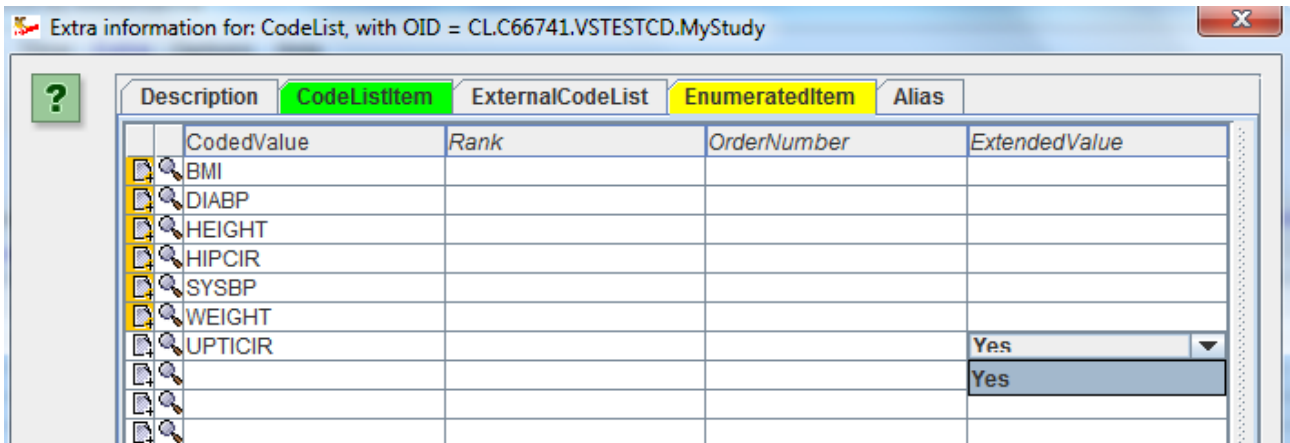 Extra information for: CodeList, with OID = CL.C66741.VSTESTCD.MyStudy
x
?
Description CodeListItem ExternalCodeList EnumeratedItem Alias
CodedValue Rank OrderNumber ExtendedValue
BMI
DIABP
HEIGHT
HIPCIR
SYSBP
WEIGHT
UPTICIR Yes
Yes